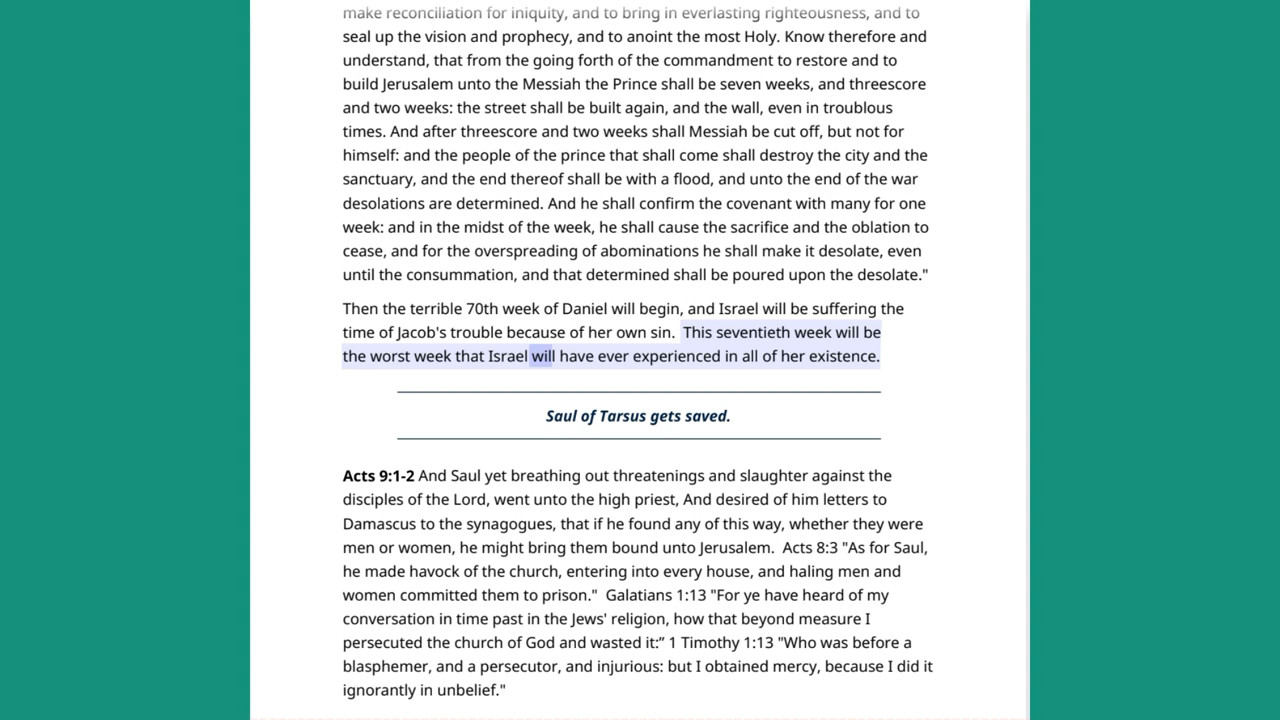 make reconciliation for iniquity, and to bring in everlasting righteousness, and to
seal up the vision and prophecy, and to anoint the most Holy. Know therefore and
understand, that from the going forth of the commandment to restore and to
build Jerusalem unto the Messiah the Prince shall be seven weeks, and threescore
and two weeks: the street shall be built again, and the wall, even in troublous
times. And after threescore and two weeks shall Messiah be cut off, but not for
himself: and the people of the prince that shall come shall destroy the city and the
sanctuary, and the end thereof shall be with a flood, and unto the end of the war
desolations are determined. And he shall confirm the covenant with many for one
week: and in the midst of the week, he shall cause the sacrifice and the oblation to
cease, and for the overspreading of abominations he shall make it desolate, even
until the consummation, and that determined shall be poured upon the desolate."
Then the terrible 70th week of Daniel will begin, and Israel will be suffering the
time of Jacob's trouble because of her own sin.  This seventieth week will be
the worst week that Israel will have ever experienced in all of her existence.
Saul of Tarsus gets saved.
Acts 9:1-2 And Saul yet breathing out threatenings and slaughter against the
disciples of the Lord, went unto the high priest, And desired of him letters to
Damascus to the synagogues, that if he found any of this way, whether they were
men or women, he might bring them bound unto Jerusalem.  Acts 8:3 "As for Saul,
he made havock of the church, entering into every house, and haling men and
women committed them to prison."  Galatians 1:13 "For ye have heard of my
conversation in time past in the Jews' religion, how that beyond measure I
persecuted the church of God and wasted it:” 1 Timothy 1:13 "Who was before a
blasphemer, and a persecutor, and injurious: but I obtained mercy, because I did it
ignorantly in unbelief."